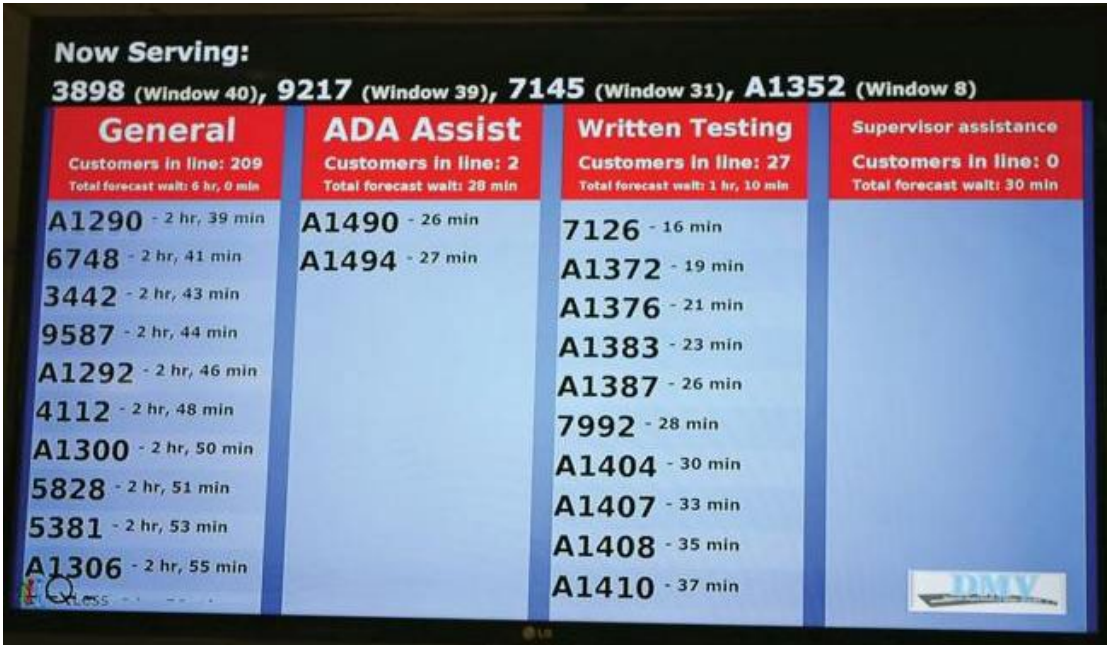 Now Serving:
3898 (Window 40), 9217 (Window 39), 7145 (Window 31), A1352 (Window 8)
General
Customers in line: 209
Total forecast wait: 6 hr, 0 min
A1290 - 2 hr, 39 min
6748 - 2 hr, 41 min
3442 - 2 hr, 43 min
9587 - 2 hr, 44 min
A1292 - 2 hr, 46 min
4112 - 2 hr, 48 min
A1300 - 2 hr, 50 min
5828 - 2 hr, 51 min
5381 - 2 hr, 53 min
A1306 - 2 hr, 55 min
ADA Assist
Customers in line: 2
Total forecast wait: 28 min
A1490 - 26 min
A1494 - 27 min
Written Testing
Customers in line: 27
Total forecast wait: 1 hr, 10 min
7126 - 16 min
A1372 - 19 min
A1376 - 21 min
A1383 - 23 min
A1387 - 26 min
7992 - 28 min
A1404 - 30 min
A1407 - 33 min
A1408 - 35 min
A1410 - 37 min
Supervisor assistance
Customers in line: 0
Total forecast wait: 30 min
DMV
LG